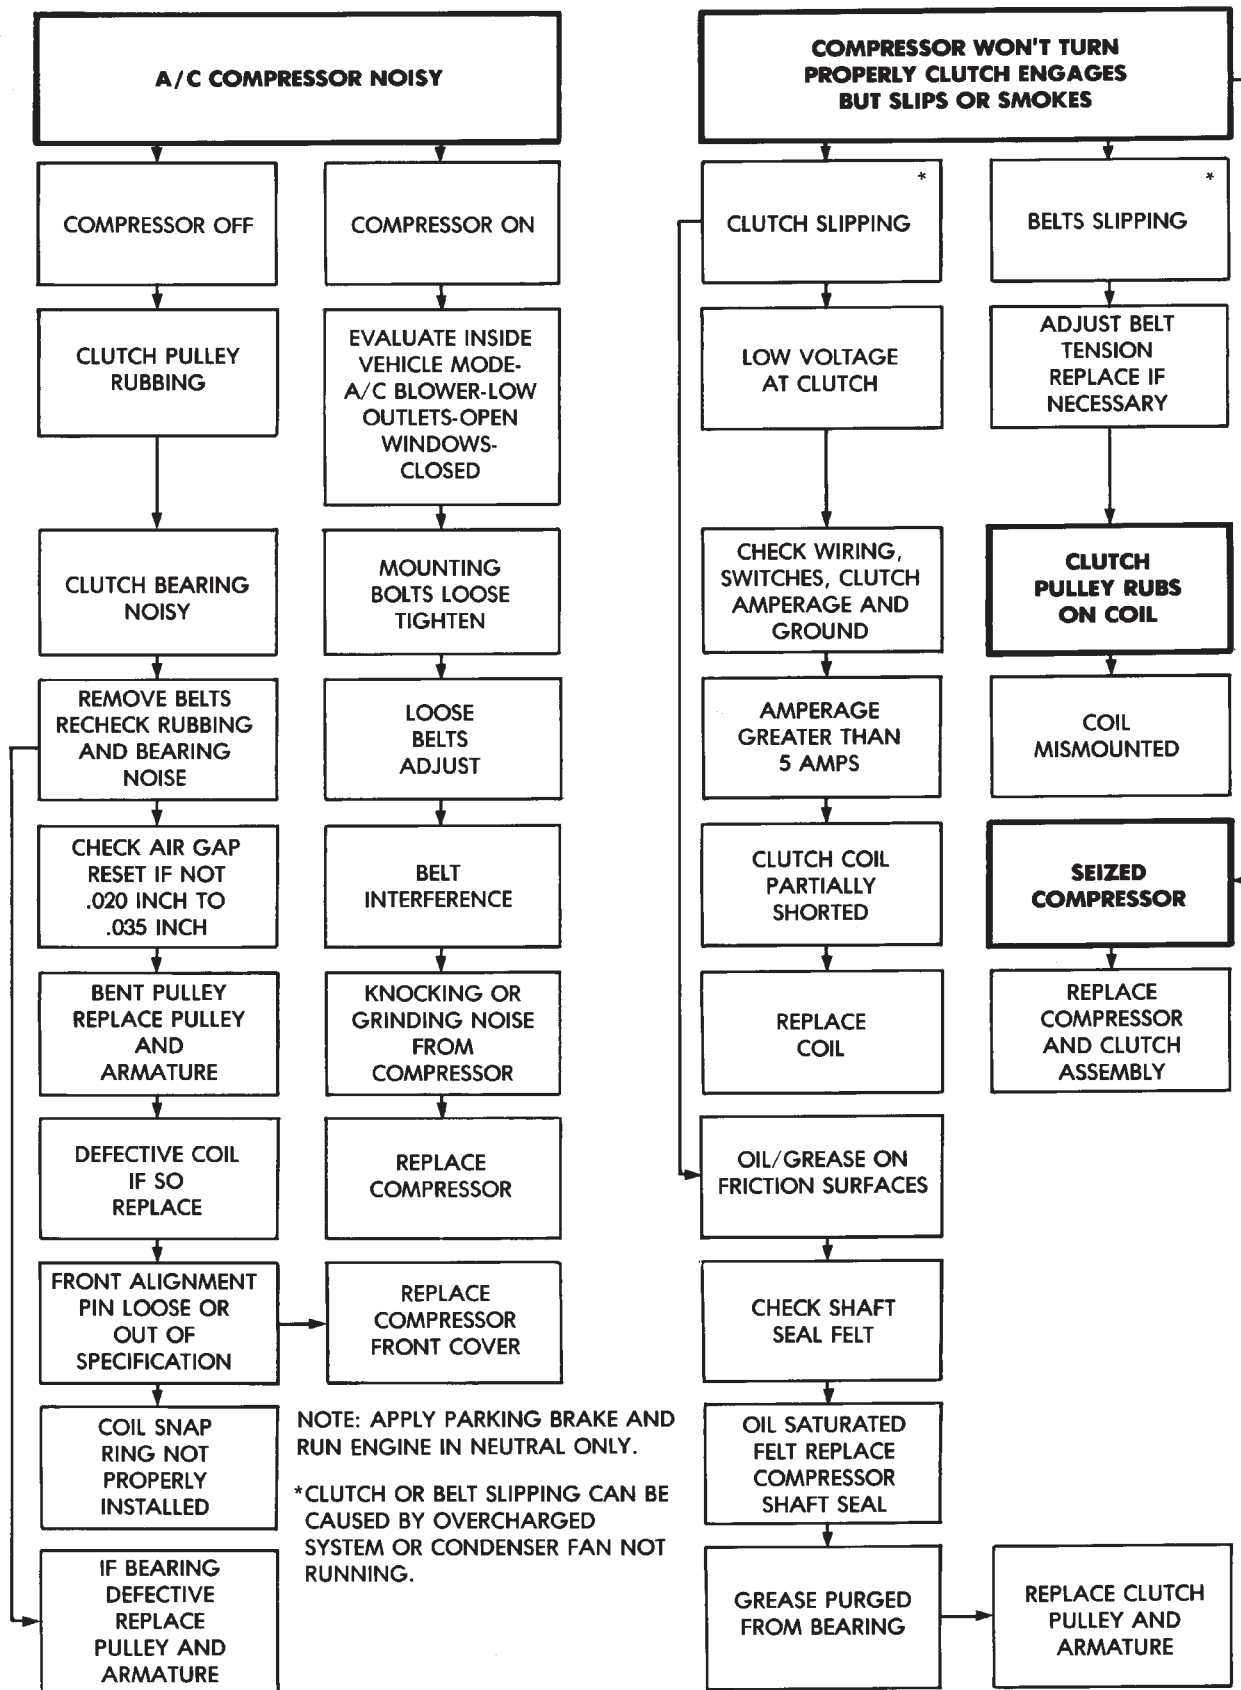 A/C COMPRESSOR NOISY
COMPRESSOR OFF
CLUTCH PULLEY
RUBBING
CLUTCH BEARING
NOISY
REMOVE BELTS
RECHECK RUBBING
AND BEARING
NOISE
CHECK AIR GAP
RESET IF NOT
.020 INCH TO
.035 INCH
BENT PULLEY
REPLACE PULLEY
AND
ARMATURE
DEFECTIVE COIL
IF SO
REPLACE
FRONT ALIGNMENT
PIN LOOSE OR
OUT OF
SPECIFICATION
COIL SNAP
RING NOT
PROPERLY
INSTALLED
IF BEARING
DEFECTIVE
REPLACE
PULLEY AND
ARMATURE
COMPRESSOR ON
EVALUATE INSIDE
VEHICLE MODE-
A/C BLOWER-LOW
OUTLETS-OPEN
WINDOWS-
CLOSED
MOUNTING
BOLTS LOOSE
TIGHTEN
LOOSE
BELTS
ADJUST
BELT
INTERFERENCE
KNOCKING OR
GRINDING NOISE
FROM
COMPRESSOR
REPLACE
COMPRESSOR
REPLACE
COMPRESSOR
FRONT COVER
NOTE: APPLY PARKING BRAKE AND
RUN ENGINE IN NEUTRAL ONLY.
*CLUTCH OR BELT SLIPPING CAN BE
CAUSED BY OVERCHARGED
SYSTEM OR CONDENSER FAN NOT
RUNNING.
COMPRESSOR WON'T TURN
PROPERLY CLUTCH ENGAGES
BUT SLIPS OR SMOKES
*
CLUTCH SLIPPING
LOW VOLTAGE
AT CLUTCH
CHECK WIRING,
SWITCHES, CLUTCH
AMPERAGE AND
GROUND
AMPERAGE
GREATER THAN
5 AMPS
CLUTCH COIL
PARTIALLY
SHORTED
REPLACE
COIL
OIL/GREASE ON
FRICTION SURFACES
CHECK SHAFT
SEAL FELT
OIL SATURATED
FELT REPLACE
COMPRESSOR
SHAFT SEAL
GREASE PURGED
FROM BEARING
*
BELTS SLIPPING
ADJUST BELT
TENSION
REPLACE IF
NECESSARY
CLUTCH
PULLEY RUBS
ON COIL
COIL
MISMOUNTED
SEIZED
COMPRESSOR
REPLACE
COMPRESSOR
AND CLUTCH
ASSEMBLY
REPLACE CLUTCH
PULLEY AND
ARMATURE